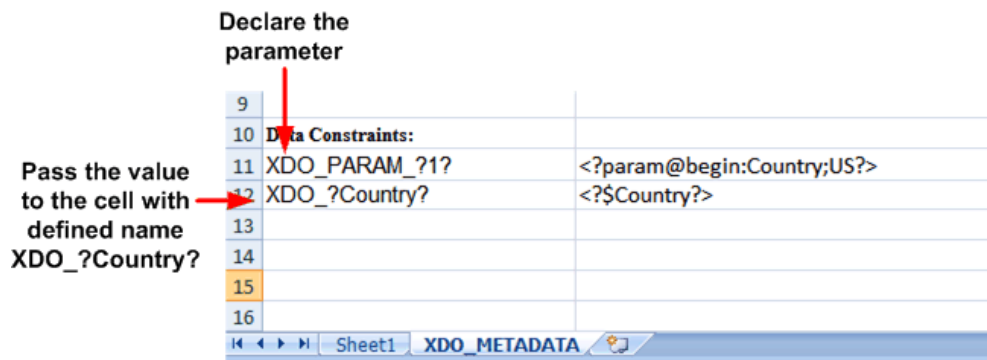 Declare the
parameter
9
10 Data Constraints:
11 XDO_PARAM_?1? <?param@begin:Country;US?>
12 XDO_?Country? <?$Country?>
13
14
15
16
Pass the value
to the cell with
defined name
XDO_?Country?
Sheet1 XDO_METADATA